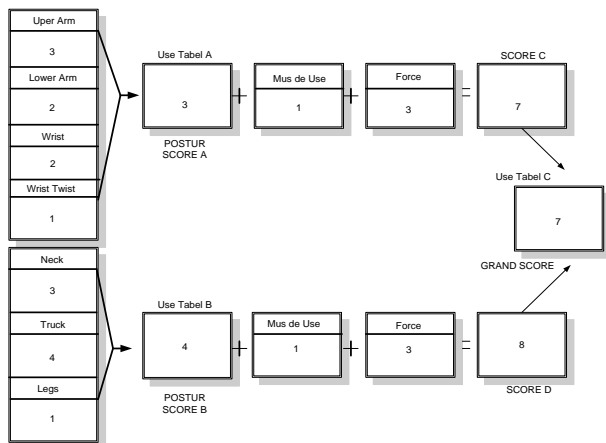 Uper Arm
3
Lower Arm
2
Wrist
2
Wrist Twist
1
Use Tabel A
3
POSTUR
SCORE A
+
Mus de Use
1
+
Force
3
=
SCORE C
7
Use Tabel C
7
GRAND SCORE
Neck
3
Truck
4
Legs
1
Use Tabel B
4
POSTUR
SCORE B
+
Mus de Use
1
+
Force
3
=
8
SCORE D